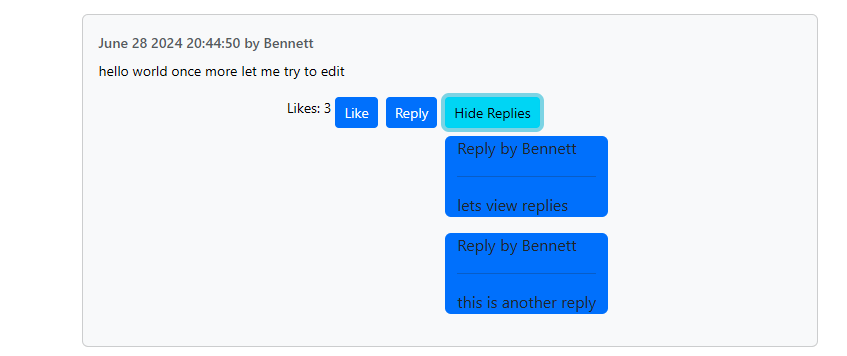 June 28 2024 20:44:50 by Bennett
hello world once more let me try to edit
Likes: 3 Like Reply Hide Replies
Reply by Bennett
lets view replies
Reply by Bennett
this is another reply